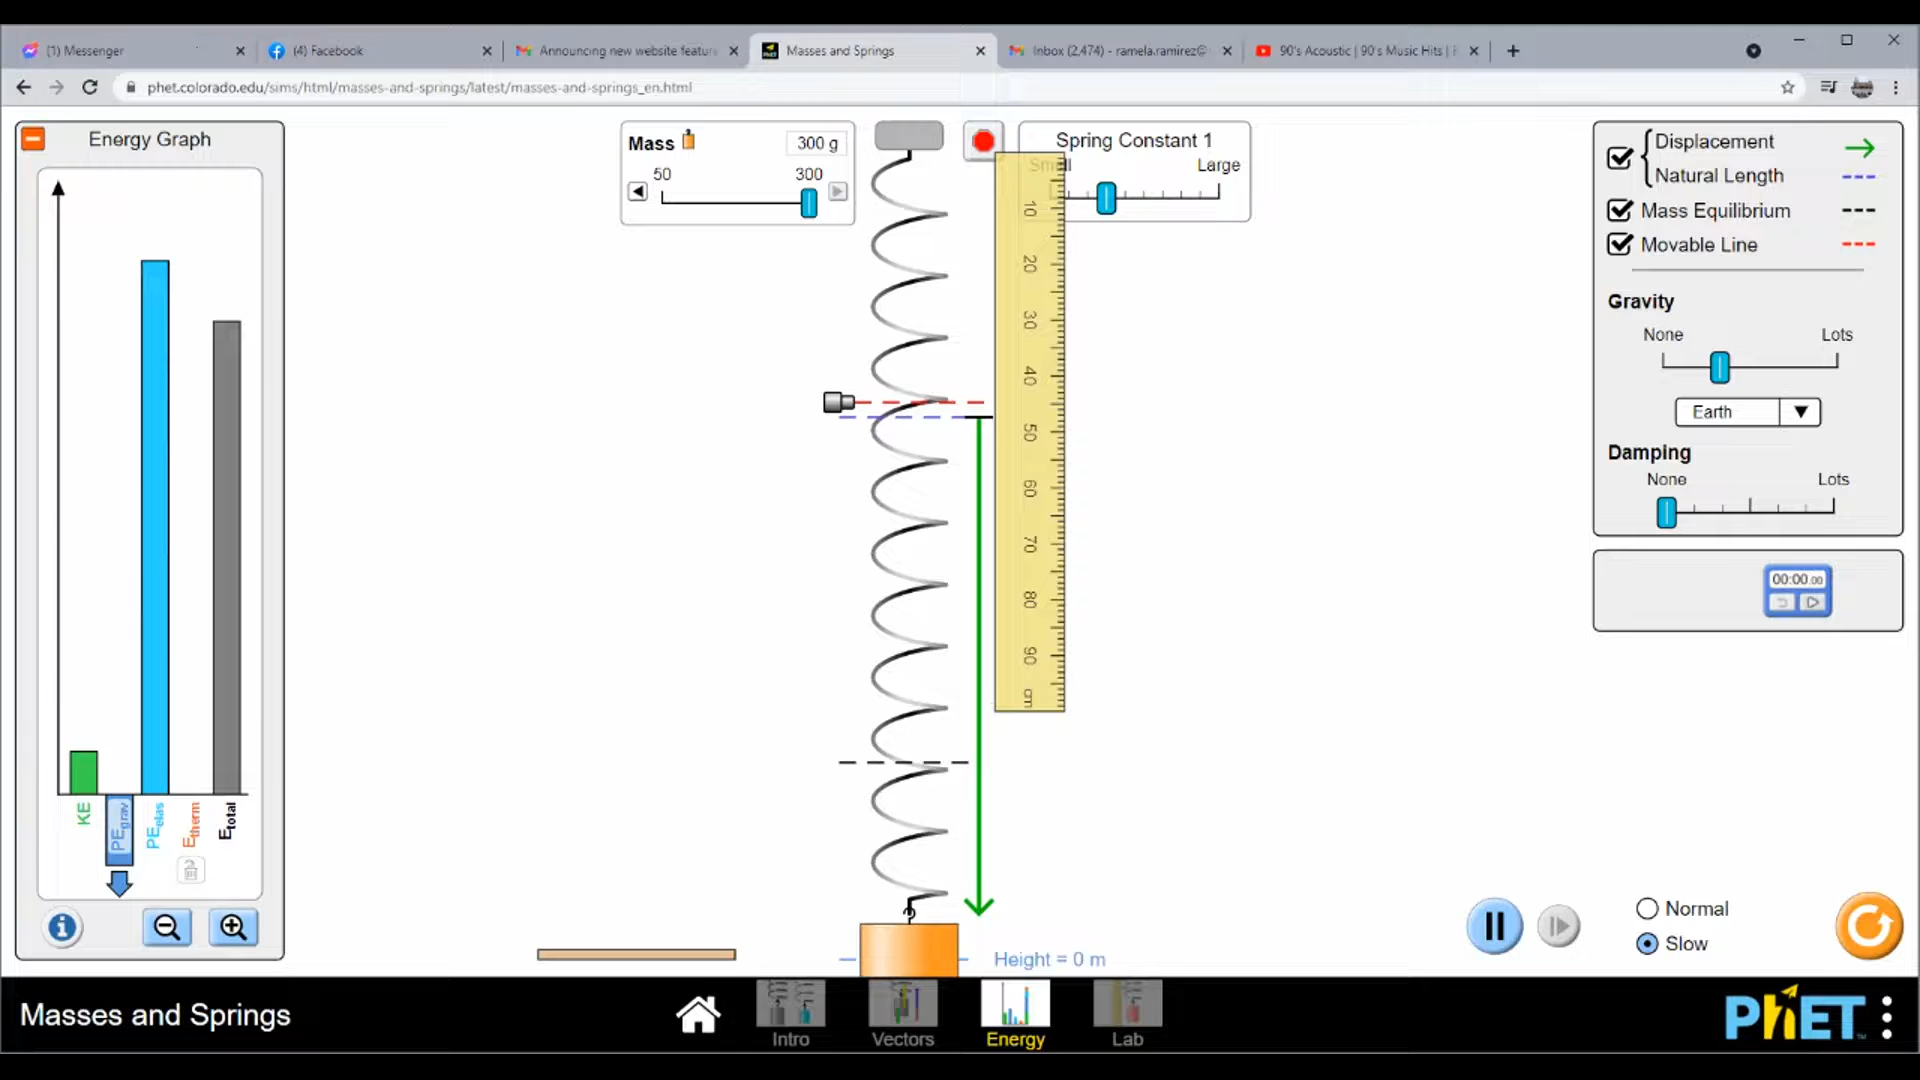 (1) Messenger
(4) Facebook
Announcing new website featur
Masses and Springs
Inbox (2,474) - ramela.ramirez@
90's Acoustic | 90's Music Hits |
phet.colorado.edu/sims/html/masses-and-springs/latest/masses-and-springs_en.html
Energy Graph
KE
PEgrav
PEelas
Etherm
Etotal
Mass
300 g
50
300
Spring Constant 1
Small
Large
10
20
30
40
50
60
70
80
90
cm
Height = 0 m
Displacement
Natural Length
Mass Equilibrium
Movable Line
Gravity
None
Lots
Earth
Damping
None
Lots
00:00.00
Normal
Slow
Masses and Springs
Intro
Vectors
Energy
Lab
PhET